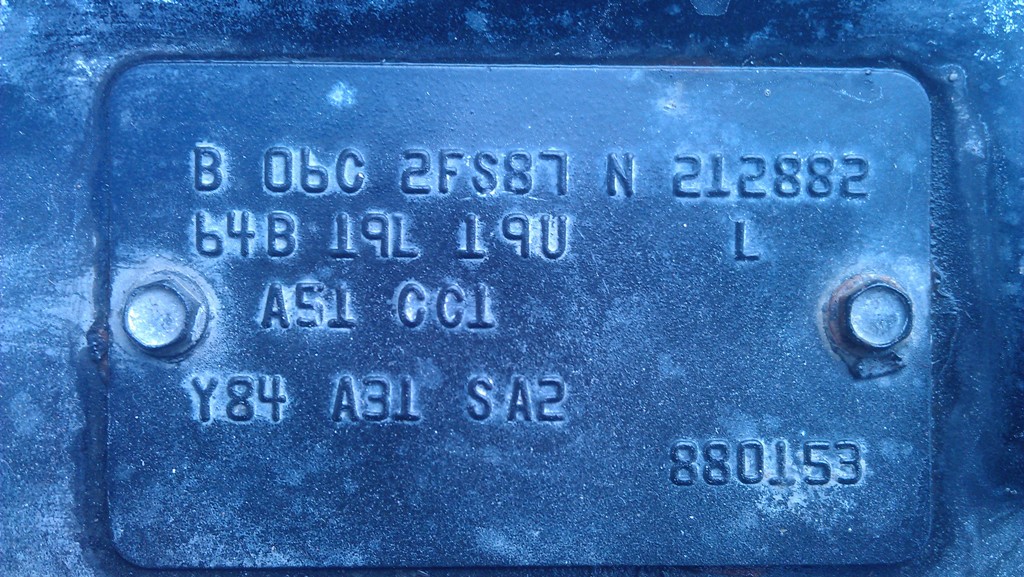 B 06C 2FS87 N 212882
64B 19L 19U L
A51 CC1
Y84 A31 SA2
880153